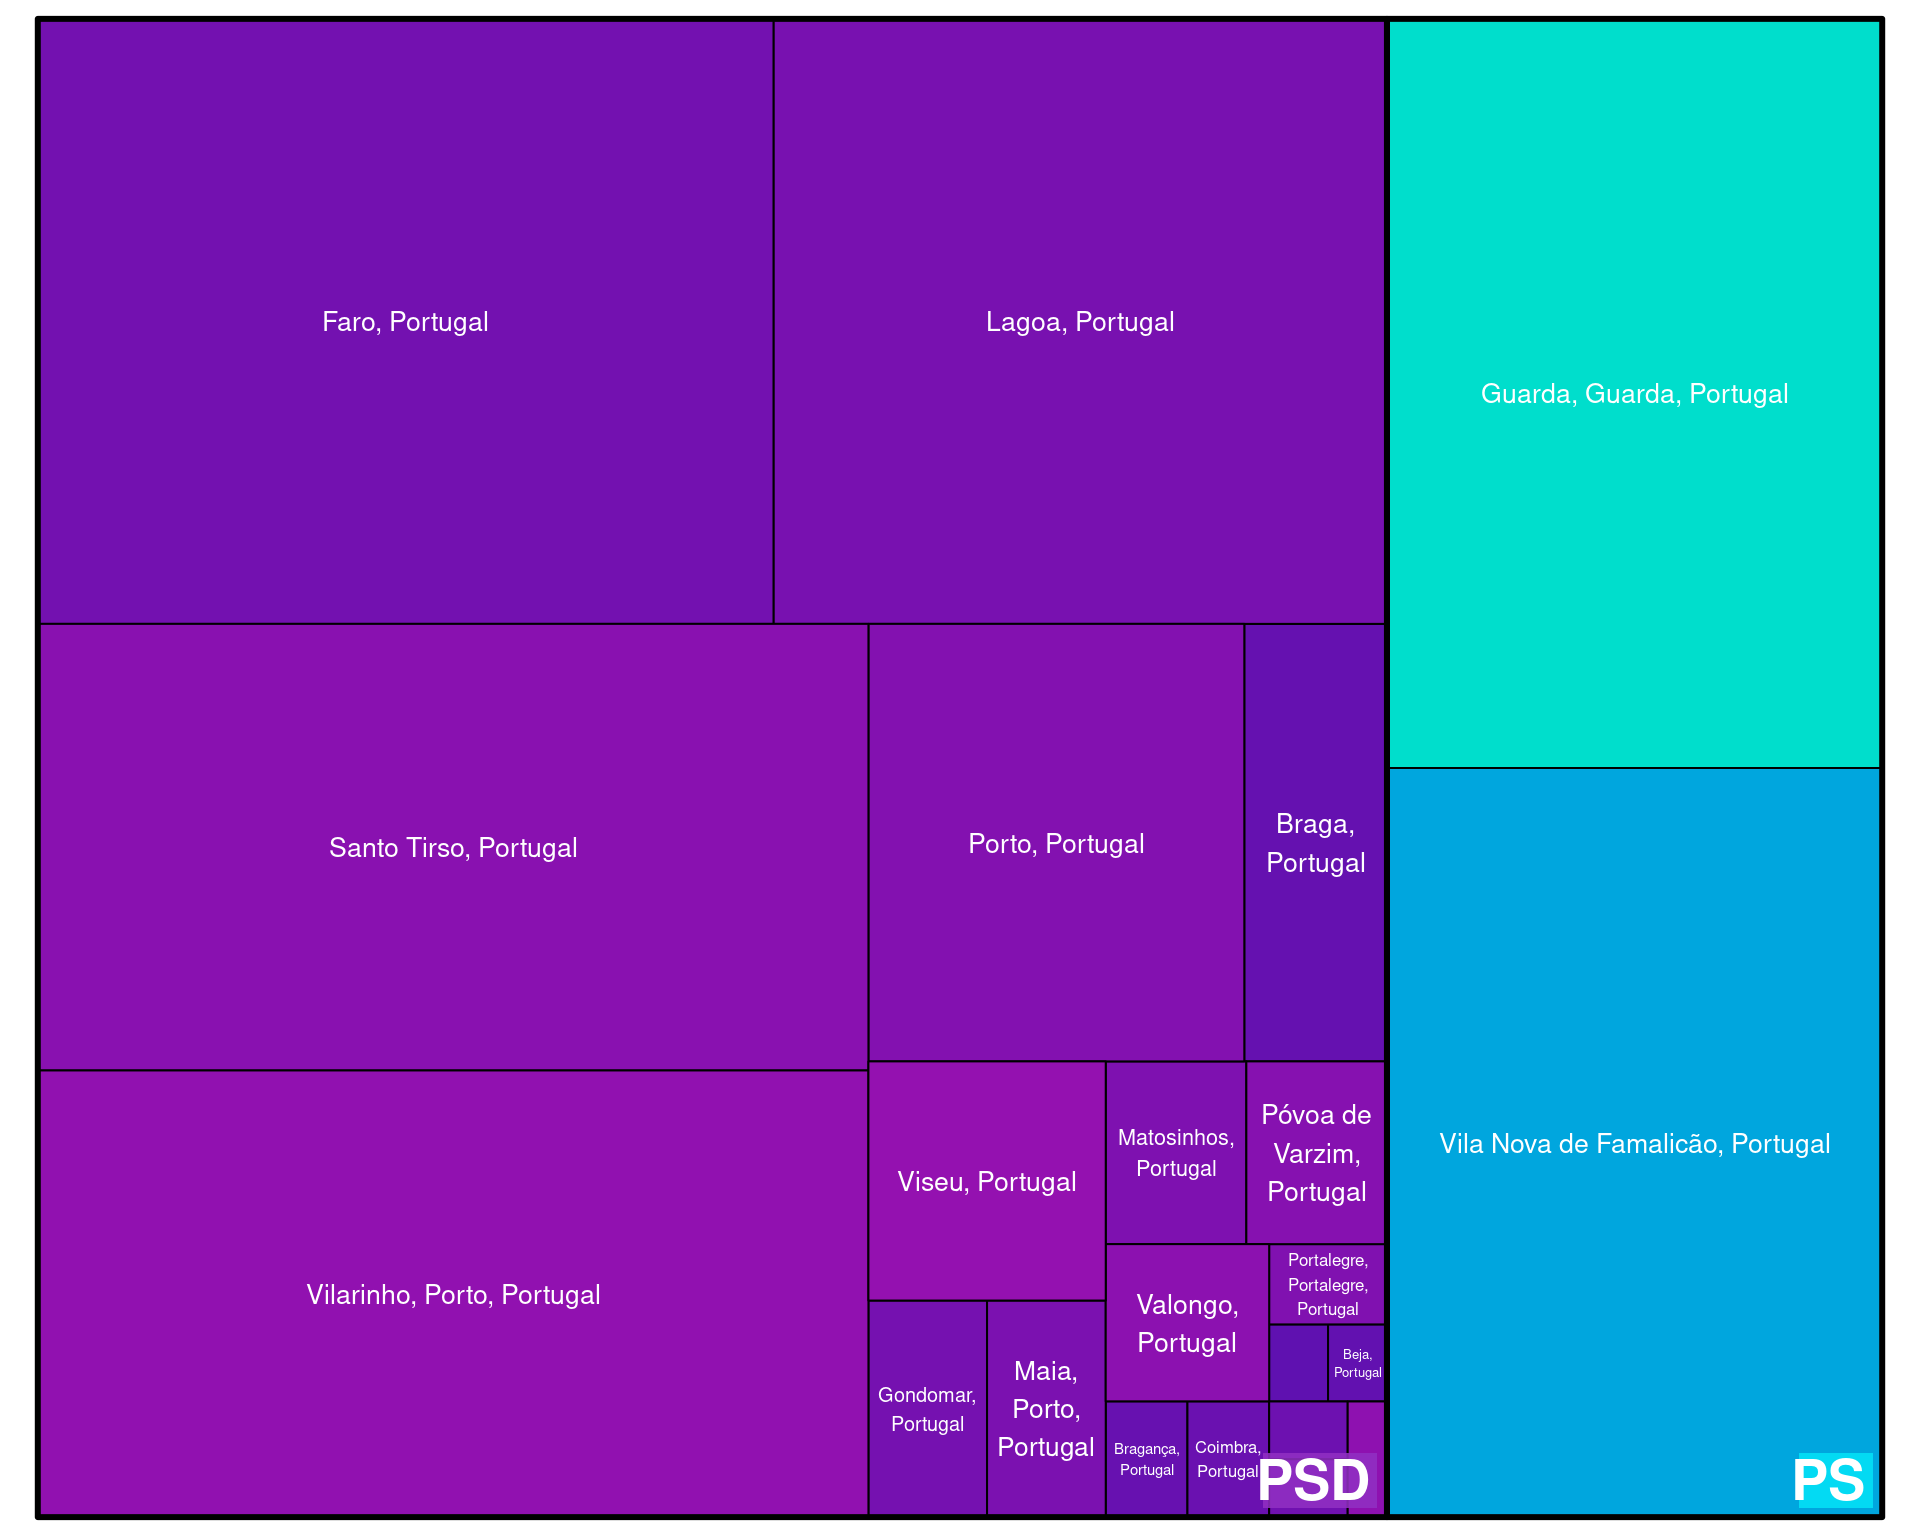 Faro, Portugal
Lagoa, Portugal
Guarda, Guarda, Portugal
Santo Tirso, Portugal
Porto, Portugal
Braga,
Portugal
Vila Nova de Famalicão, Portugal
Vilarinho, Porto, Portugal
Viseu, Portugal
Matosinhos,
Portugal
Póvoa de
Varzim,
Portugal
Valongo,
Portugal
Portalegre,
Portalegre,
Portugal
Beja,
Portugal
Gondomar,
Portugal
Maia,
Porto,
Portugal
Bragança,
Portugal
Coimbra,
Portugal
PSD
PS